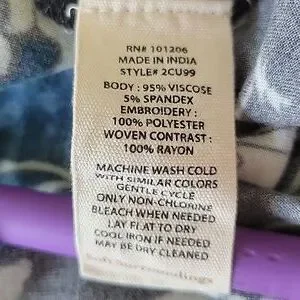 RN# 101206
MADE IN INDIA
STYLE# 2CU99
BODY : 95% VISCOSE
5% SPANDEX
EMBROIDERY :
100% POLYESTER
WOVEN CONTRAST :
100% RAYON
MACHINE WASH COLD
WITH SIMILAR COLORS
GENTLE CYCLE
ONLY NON-CHLORINE
BLEACH WHEN NEEDED
LAY FLAT TO DRY
COOL IRON IF NEEDED
MAY BE DRY CLEANED